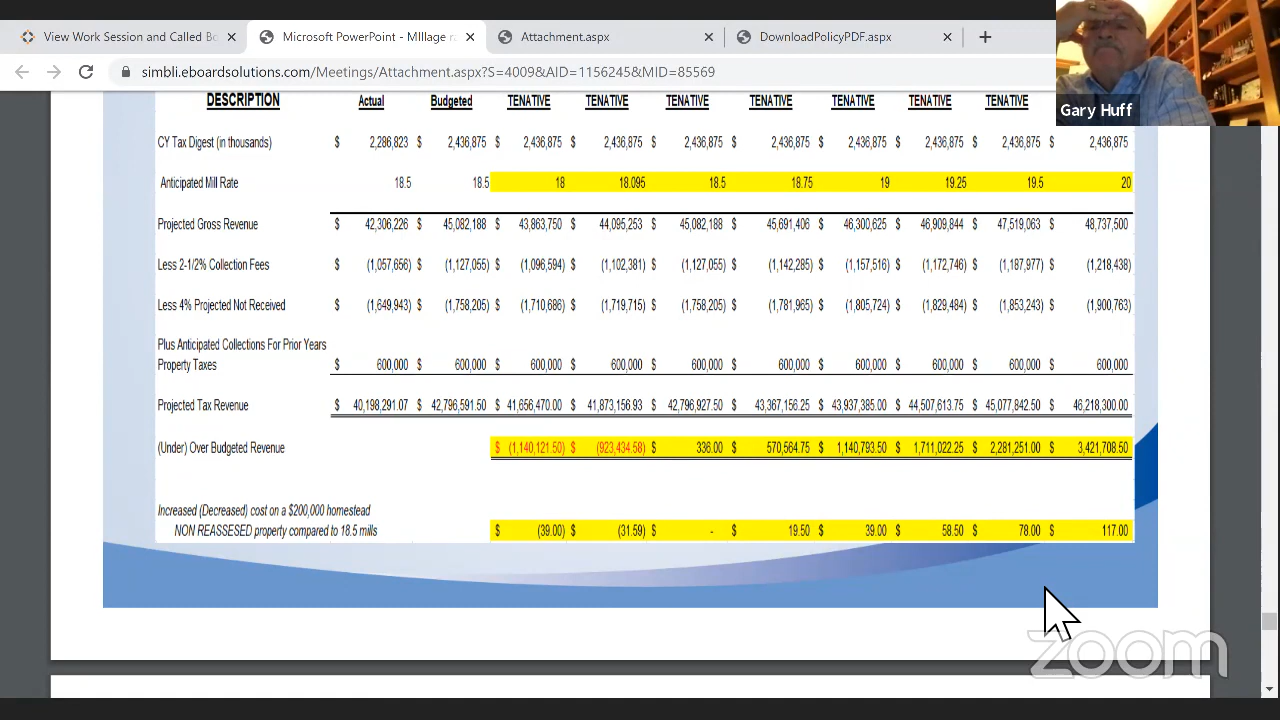 View Work Session and Called Bo
Microsoft PowerPoint - MIllage ra
Attachment.aspx
DownloadPolicyPDF.aspx
simbli.eboardsolutions.com/Meetings/Attachment.aspx?S=4009&AID=1156245&MID=85569
Gary Huff
DESCRIPTION Actual Budgeted TENATIVE TENATIVE TENATIVE TENATIVE TENATIVE TENATIVE TENATIVE
CY Tax Digest (in thousands) $ 2,286,823 $ 2,436,875 $ 2,436,875 $ 2,436,875 $ 2,436,875 $ 2,436,875 $ 2,436,875 $ 2,436,875 $ 2,436,875 $ 2,436,875
Anticipated Mill Rate 18.5 18.5 18 18.095 18.5 18.75 19 19.25 19.5 20
Projected Gross Revenue $ 42,306,226 $ 45,082,188 $ 43,863,750 $ 44,095,253 $ 45,082,188 $ 45,691,406 $ 46,300,625 $ 46,909,844 $ 47,519,063 $ 48,737,500
Less 2-1/2% Collection Fees $ (1,057,656) $ (1,127,055) $ (1,096,594) $ (1,102,381) $ (1,127,055) $ (1,142,285) $ (1,157,516) $ (1,172,746) $ (1,187,977) $ (1,218,438)
Less 4% Projected Not Received $ (1,649,943) $ (1,758,205) $ (1,710,686) $ (1,719,715) $ (1,758,205) $ (1,781,965) $ (1,805,724) $ (1,829,484) $ (1,853,243) $ (1,900,763)
Plus Anticipated Collections For Prior Years
Property Taxes $ 600,000 $ 600,000 $ 600,000 $ 600,000 $ 600,000 $ 600,000 $ 600,000 $ 600,000 $ 600,000 $ 600,000
Projected Tax Revenue $ 40,198,291.07 $ 42,796,591.50 $ 41,656,470.00 $ 41,873,156.93 $ 42,796,927.50 $ 43,367,156.25 $ 43,937,385.00 $ 44,507,613.75 $ 45,077,842.50 $ 46,218,300.00
(Under) Over Budgeted Revenue $ (1,140,121.50) $ (923,434.58) $ 336.00 $ 570,564.75 $ 1,140,793.50 $ 1,711,022.25 $ 2,281,251.00 $ 3,421,708.50
Increased (Decreased) cost on a $200,000 homestead
NON REASSESED property compared to 18.5 mills $ (39.00) $ (31.59) $ - $ 19.50 $ 39.00 $ 58.50 $ 78.00 $ 117.00
zoom